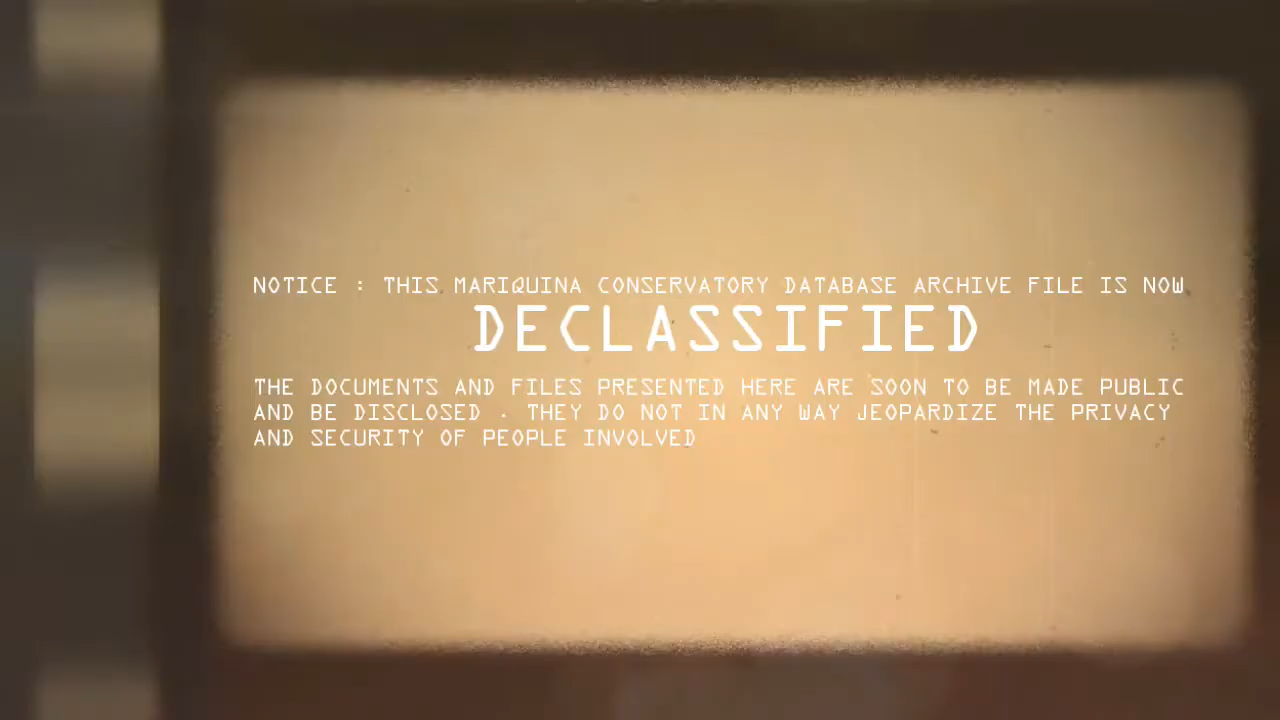 NOTICE : THIS MARIQUINA CONSERVATORY DATABASE ARCHIVE FILE IS NOW
DECLASSIFIED
THE DOCUMENTS AND FILES PRESENTED HERE ARE SOON TO BE MADE PUBLIC
AND BE DISCLOSED . THEY DO NOT IN ANY WAY JEOPARDIZE THE PRIVACY
AND SECURITY OF PEOPLE INVOLVED